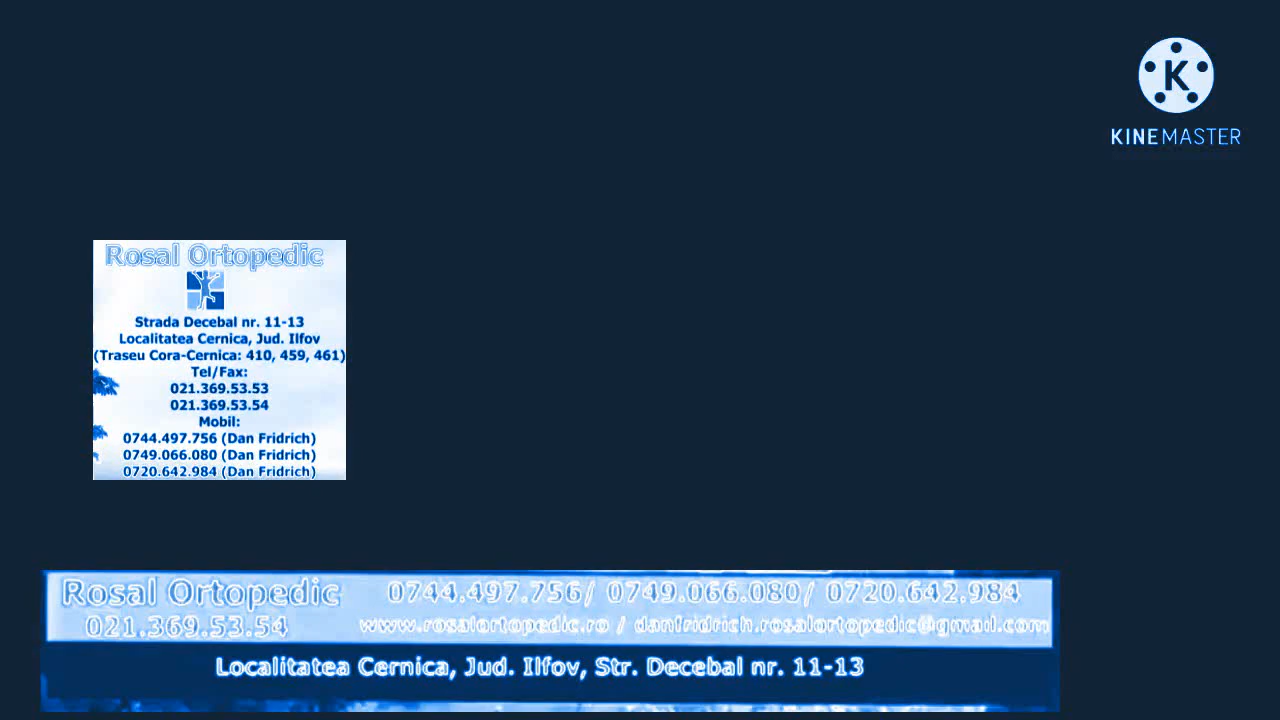 K
KINEMASTER
Rosal Ortopedic
Strada Decebal nr. 11-13
Localitatea Cernica, Jud. Ilfov
(Traseu Cora-Cernica: 410, 459, 461)
Tel/Fax:
021.369.53.53
021.369.53.54
Mobil:
0744.497.756 (Dan Fridrich)
0749.066.080 (Dan Fridrich)
0720.642.984 (Dan Fridrich)
Rosal Ortopedic 0744.497.756/ 0749.066.080/ 0720.642.984
021.369.53.54 www.rosalortopedic.ro / danfridrich.rosalortopedic@gmail.com
Localitatea Cernica, Jud. Ilfov, Str. Decebal nr. 11-13